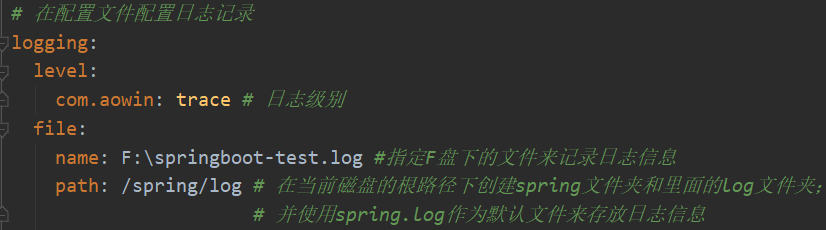 # 在配置文件配置日志记录
logging:
  level:
    com.aowin: trace # 日志级别
  file:
    name: F:\springboot-test.log #指定F盘下的文件来记录日志信息
    path: /spring/log # 在当前磁盘的根路径下创建spring文件夹和里面的log文件夹;
                      # 并使用spring.log作为默认文件来存放日志信息